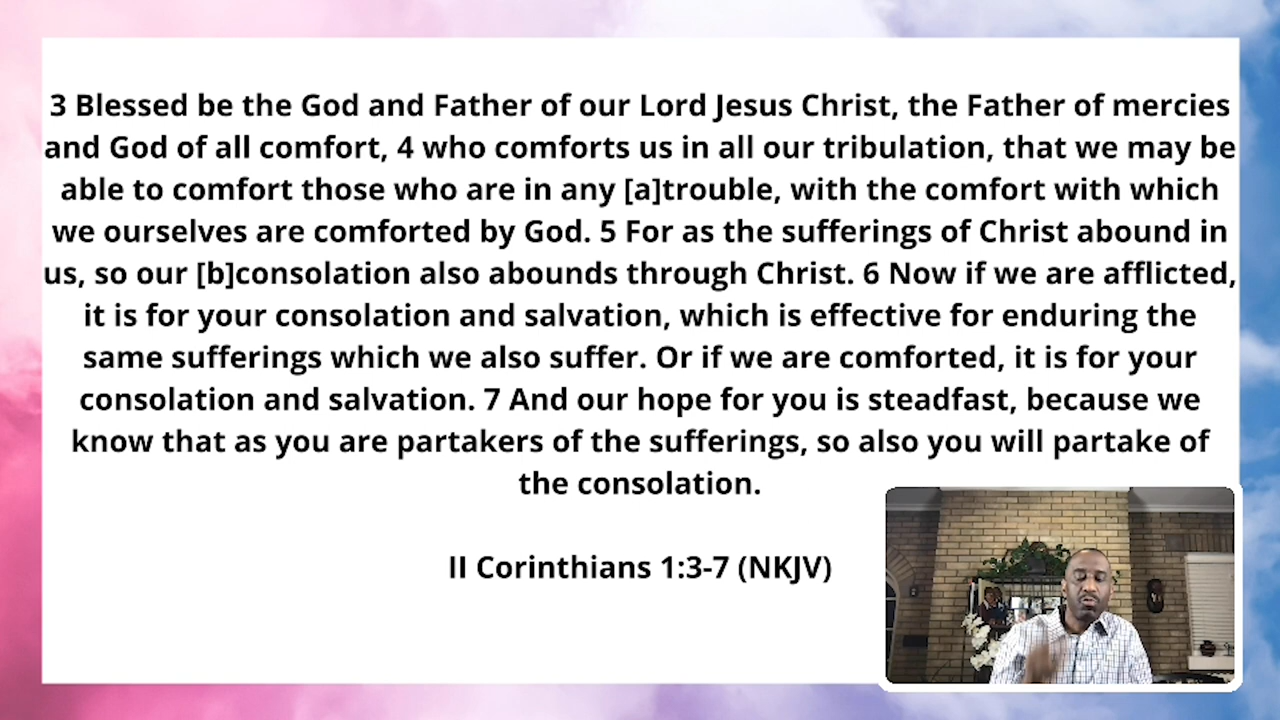 3 Blessed be the God and Father of our Lord Jesus Christ, the Father of mercies
and God of all comfort, 4 who comforts us in all our tribulation, that we may be
able to comfort those who are in any [a]trouble, with the comfort with which
we ourselves are comforted by God. 5 For as the sufferings of Christ abound in
us, so our [b]consolation also abounds through Christ. 6 Now if we are afflicted,
it is for your consolation and salvation, which is effective for enduring the
same sufferings which we also suffer. Or if we are comforted, it is for your
consolation and salvation. 7 And our hope for you is steadfast, because we
know that as you are partakers of the sufferings, so also you will partake of
the consolation.
II Corinthians 1:3-7 (NKJV)